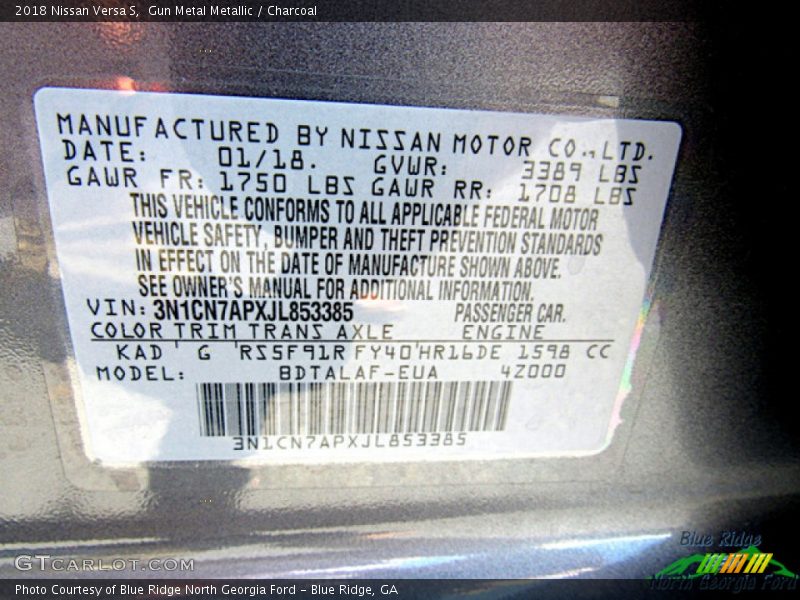 2018 Nissan Versa S, Gun Metal Metallic / Charcoal
MANUFACTURED BY NISSAN MOTOR CO., LTD.
DATE: 01/18. GVWR: 3389 LBS
GAWR FR: 1750 LBS GAWR RR: 1708 LBS
THIS VEHICLE CONFORMS TO ALL APPLICABLE FEDERAL MOTOR
VEHICLE SAFETY, BUMPER AND THEFT PREVENTION STANDARDS
IN EFFECT ON THE DATE OF MANUFACTURE SHOWN ABOVE.
SEE OWNER'S MANUAL FOR ADDITIONAL INFORMATION.
VIN: 3N1CN7APXJL853385 PASSENGER CAR.
COLOR TRIM TRANS AXLE ENGINE
KAD G RS5F91R FY40 HR16DE 1598 CC
MODEL: BDTALAF-EUA 4Z000
3N1CN7APXJL853385
Blue Ridge
North Georgia Ford
GTCARLOT.COM
Photo Courtesy of Blue Ridge North Georgia Ford - Blue Ridge, GA